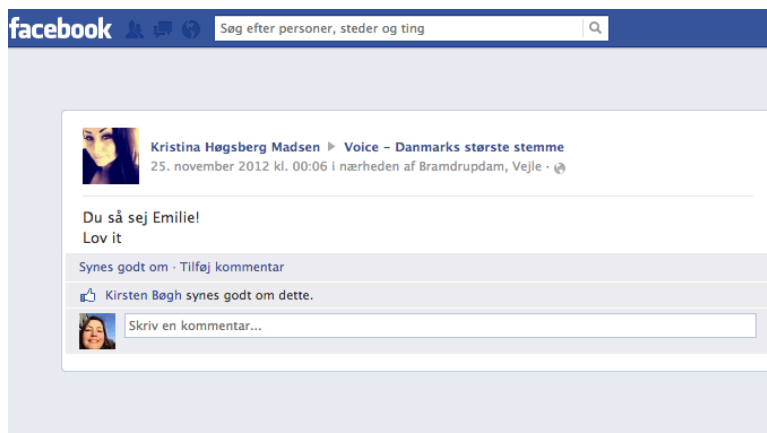 facebook Søg efter personer, steder og ting
Kristina Høgsberg Madsen ▶ Voice – Danmarks største stemme
25. november 2012 kl. 00:06 i nærheden af Bramdrupdam, Vejle ·
Du så sej Emilie!
Lov it
Synes godt om · Tilføj kommentar
Kirsten Bøgh synes godt om dette.
Skriv en kommentar...